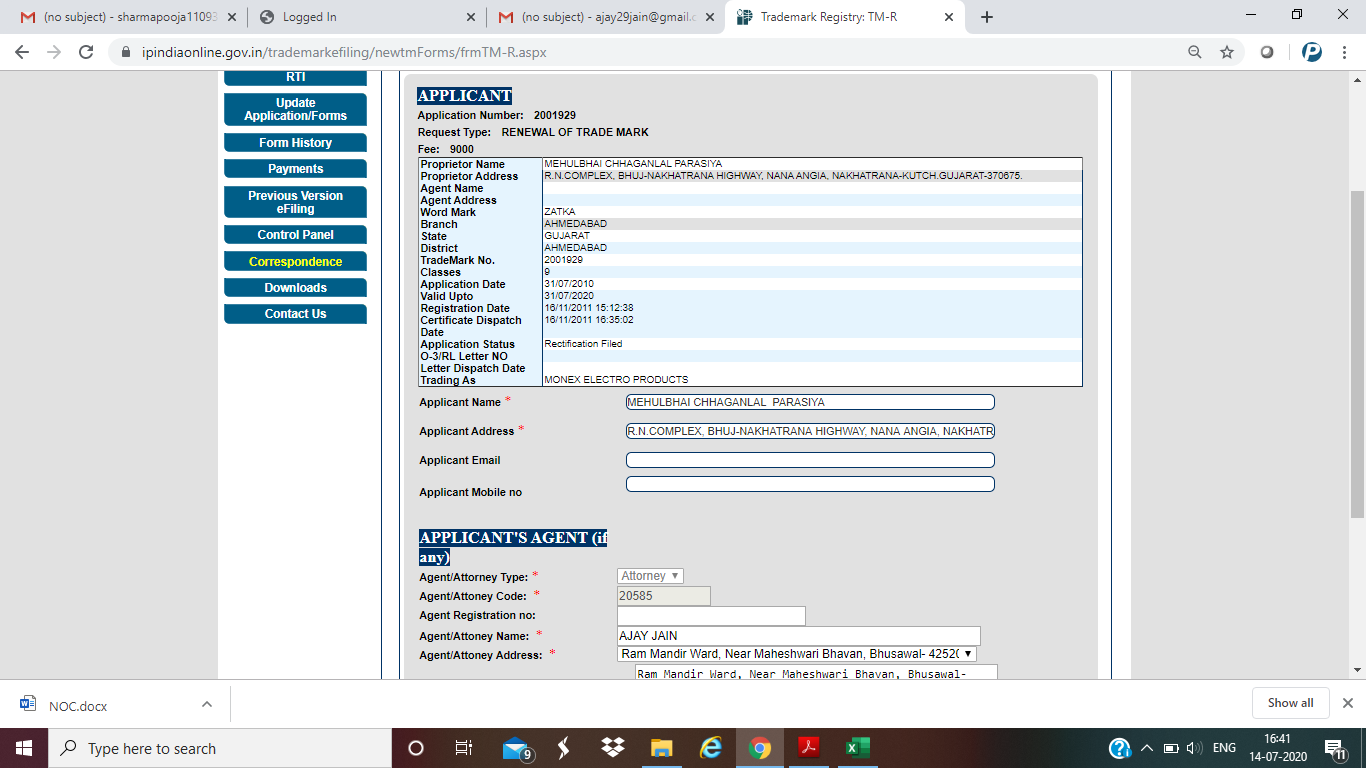 (no subject) - sharmapooja11093
Logged In
(no subject) - ajay29jain@gmail.c
Trademark Registry: TM-R
ipindiaonline.gov.in/trademarkefiling/newtmForms/frmTM-R.aspx
RTI
Update
Application/Forms
Form History
Payments
Previous Version
eFiling
Control Panel
Correspondence
Downloads
Contact Us
APPLICANT
Application Number: 2001929
Request Type: RENEWAL OF TRADE MARK
Fee: 9000
Proprietor Name MEHULBHAI CHHAGANLAL PARASIYA
Proprietor Address R.N.COMPLEX, BHUJ-NAKHATRANA HIGHWAY, NANA ANGIA, NAKHATRANA-KUTCH.GUJARAT-370675.
Agent Name
Agent Address
Word Mark ZATKA
Branch AHMEDABAD
State GUJARAT
District AHMEDABAD
TradeMark No. 2001929
Classes 9
Application Date 31/07/2010
Valid Upto 31/07/2020
Registration Date 16/11/2011 15:12:38
Certificate Dispatch 16/11/2011 16:35:02
Date
Application Status Rectification Filed
O-3/RL Letter NO
Letter Dispatch Date
Trading As MONEX ELECTRO PRODUCTS
Applicant Name * MEHULBHAI CHHAGANLAL PARASIYA
Applicant Address * R.N.COMPLEX, BHUJ-NAKHATRANA HIGHWAY, NANA ANGIA, NAKHATR
Applicant Email
Applicant Mobile no
APPLICANT'S AGENT (if
any)
Agent/Attorney Type: * Attorney
Agent/Attoney Code: * 20585
Agent Registration no:
Agent/Attoney Name: * AJAY JAIN
Agent/Attoney Address: * Ram Mandir Ward, Near Maheshwari Bhavan, Bhusawal- 42520
Ram Mandir Ward, Near Maheshwari Bhavan, Bhusawal-
NOC.docx
Show all
Type here to search
9
ENG
16:41
14-07-2020
11